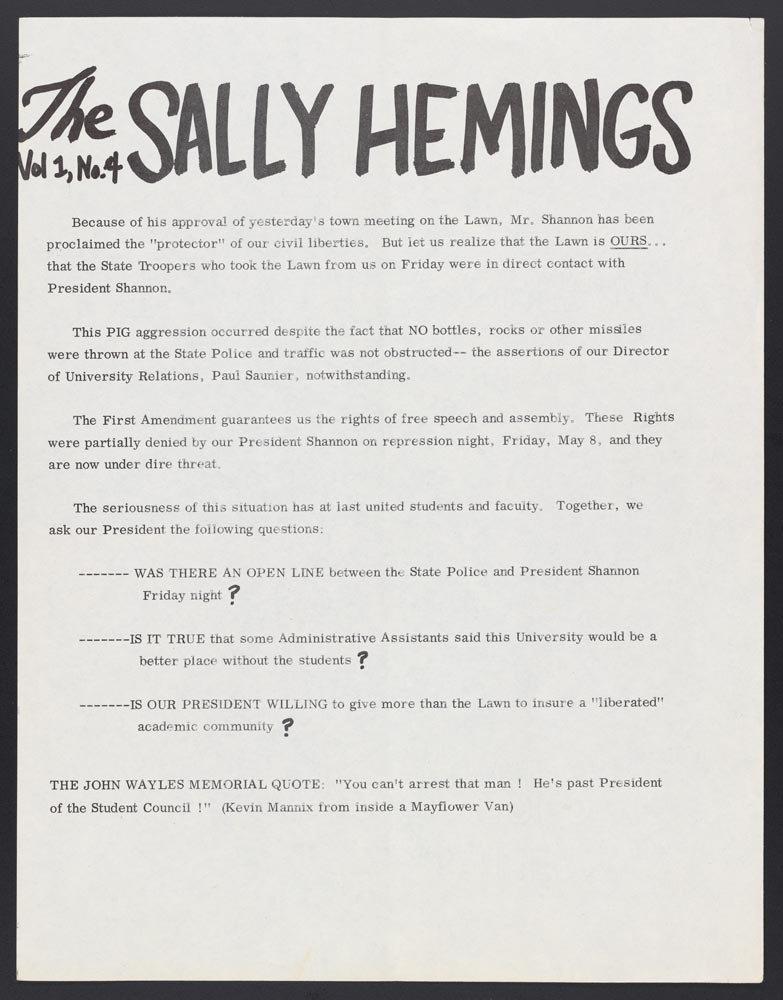 The SALLY HEMINGS
Vol 1, No. 4
Because of his approval of yesterday's town meeting on the Lawn, Mr. Shannon has been
proclaimed the "protector" of our civil liberties. But let us realize that the Lawn is OURS...
that the State Troopers who took the Lawn from us on Friday were in direct contact with
President Shannon.
This PIG aggression occurred despite the fact that NO bottles, rocks or other missiles
were thrown at the State Police and traffic was not obstructed-- the assertions of our Director
of University Relations, Paul Saunier, notwithstanding.
The First Amendment guarantees us the rights of free speech and assembly. These Rights
were partially denied by our President Shannon on repression night, Friday, May 8, and they
are now under dire threat.
The seriousness of this situation has at last united students and faculty. Together, we
ask our President the following questions:
------- WAS THERE AN OPEN LINE between the State Police and President Shannon
Friday night ?
-------IS IT TRUE that some Administrative Assistants said this University would be a
better place without the students ?
-------IS OUR PRESIDENT WILLING to give more than the Lawn to insure a "liberated"
academic community ?
THE JOHN WAYLES MEMORIAL QUOTE: "You can't arrest that man ! He's past President
of the Student Council !" (Kevin Mannix from inside a Mayflower Van)